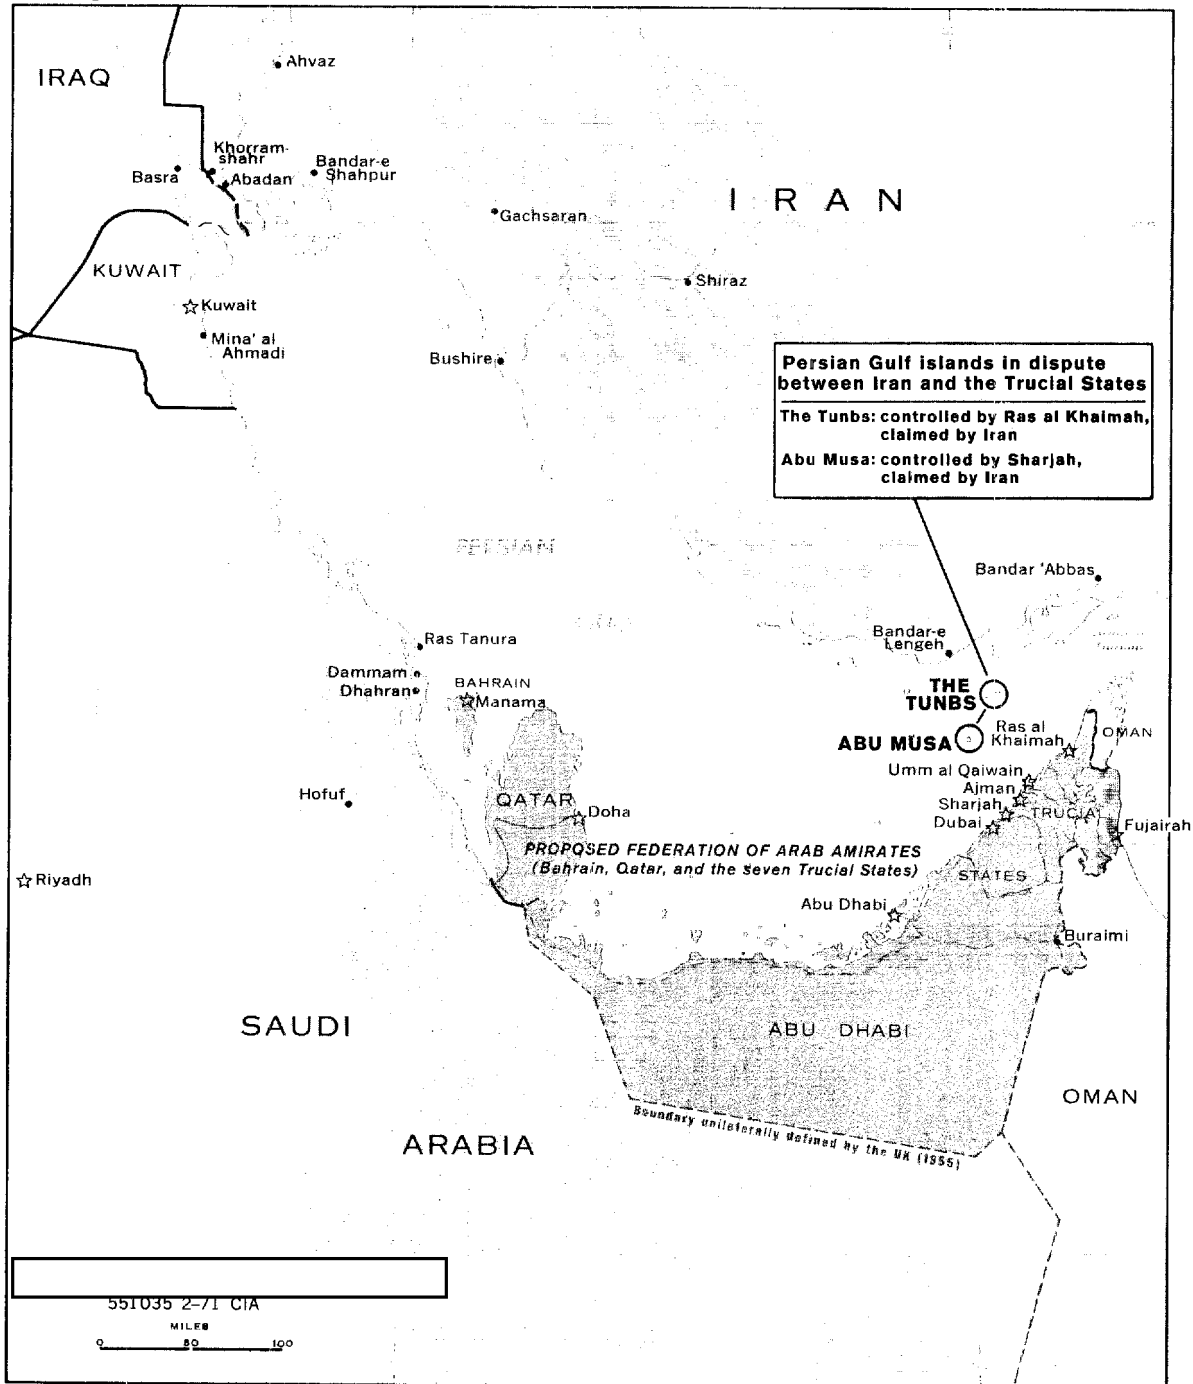 IRAQ
Ahvaz
Khorram-
shahr
Basra
Abadan
Bandar-e
Shahpur
IRAN
Gachsaran
KUWAIT
Shiraz
Kuwait
Mina' al
Ahmadi
Bushire
Persian Gulf islands in dispute
between Iran and the Trucial States
The Tunbs: controlled by Ras al Khaimah,
claimed by Iran
Abu Musa: controlled by Sharjah,
claimed by Iran
PERSIAN
Bandar 'Abbas
Ras Tanura
Bandar-e
Lengeh
Dammam
Dhahran
BAHRAIN
Manama
THE
TUNBS
ABU MUSA
Ras al
Khaimah
OMAN
Umm al Qaiwain
Ajman
Sharjah
Dubai
TRUCIAL
Fujairah
Hofuf
QATAR
Doha
PROPOSED FEDERATION OF ARAB AMIRATES
(Bahrain, Qatar, and the seven Trucial States)
STATES
Riyadh
Abu Dhabi
Buraimi
SAUDI
ABU DHABI
OMAN
Boundary unilaterally defined by the UK (1955)
ARABIA
551035 2-71 CIA
MILES
0 50 100